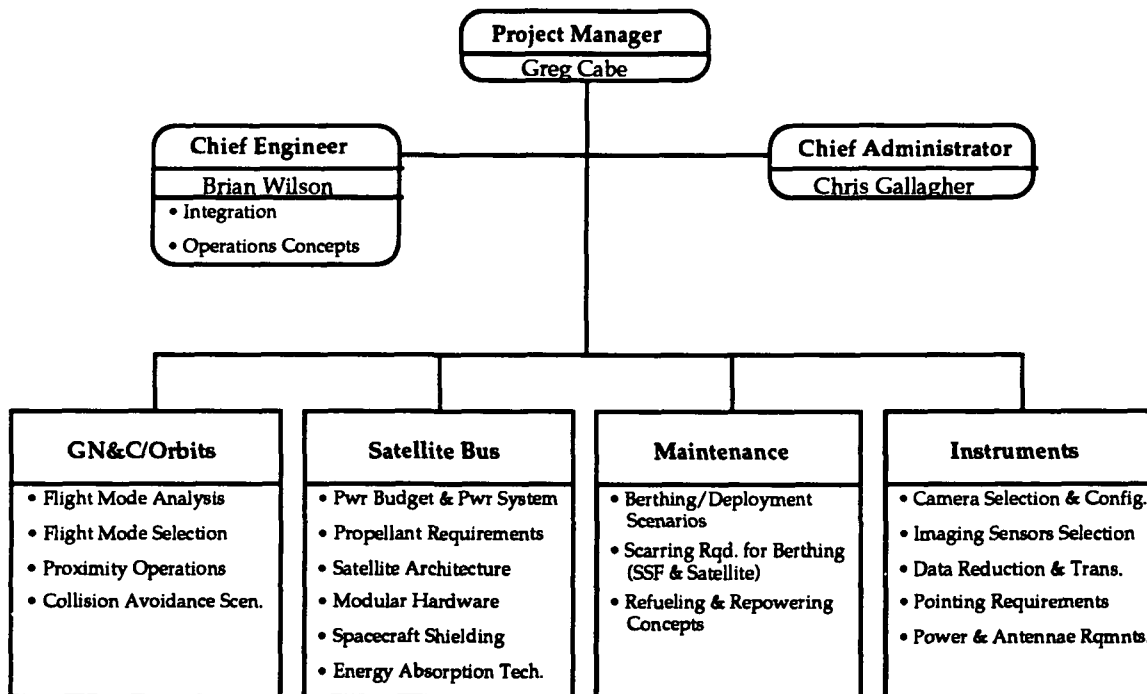 Project Manager
Greg Cabe
Chief Engineer
Brian Wilson
• Integration
• Operations Concepts
Chief Administrator
Chris Gallagher
GN&C/Orbits
• Flight Mode Analysis
• Flight Mode Selection
• Proximity Operations
• Collision Avoidance Scen.
Satellite Bus
• Pwr Budget & Pwr System
• Propellant Requirements
• Satellite Architecture
• Modular Hardware
• Spacecraft Shielding
• Energy Absorption Tech.
Maintenance
• Berthing/Deployment
Scenarios
• Scarring Rqd. for Berthing
(SSF & Satellite)
• Refueling & Repowering
Concepts
Instruments
• Camera Selection & Config.
• Imaging Sensors Selection
• Data Reduction & Trans.
• Pointing Requirements
• Power & Antennae Rqmnts.